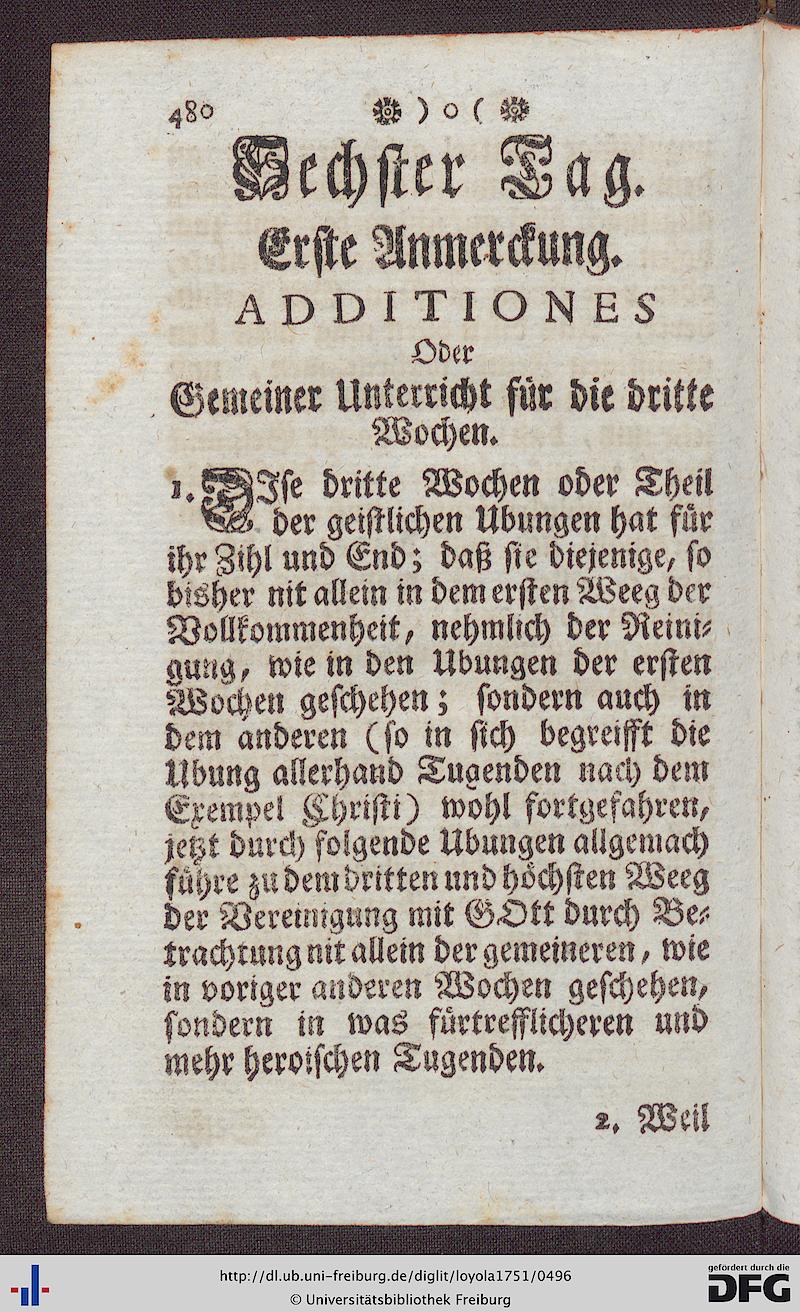 480 ❋ ) o ( ❋
Sechster Tag.
Erste Anmerckung.
ADDITIONES
Oder
Gemeiner Unterricht für die dritte
Wochen.
1. DIse dritte Wochen oder Theil
der geistlichen Ubungen hat für
ihr Zihl und End; daß sie diejenige, so
bisher nit allein in dem ersten Weeg der
Vollkommenheit, nehmlich der Reini-
gung, wie in den Ubungen der ersten
Wochen geschehen; sondern auch in
dem anderen (so in sich begreifft die
Ubung allerhand Tugenden nach dem
Exempel Christi) wohl fortgefahren,
jetzt durch folgende Ubungen allgemach
führe zu dem dritten und höchsten Weeg
der Vereinigung mit GOtt durch Be-
trachtung nit allein der gemeineren, wie
in voriger anderen Wochen geschehen,
sondern in was fürtrefflicheren und
mehr heroischen Tugenden.
2. Weil
http://dl.ub.uni-freiburg.de/diglit/loyola1751/0496
© Universitätsbibliothek Freiburg
gefördert durch die
DFG